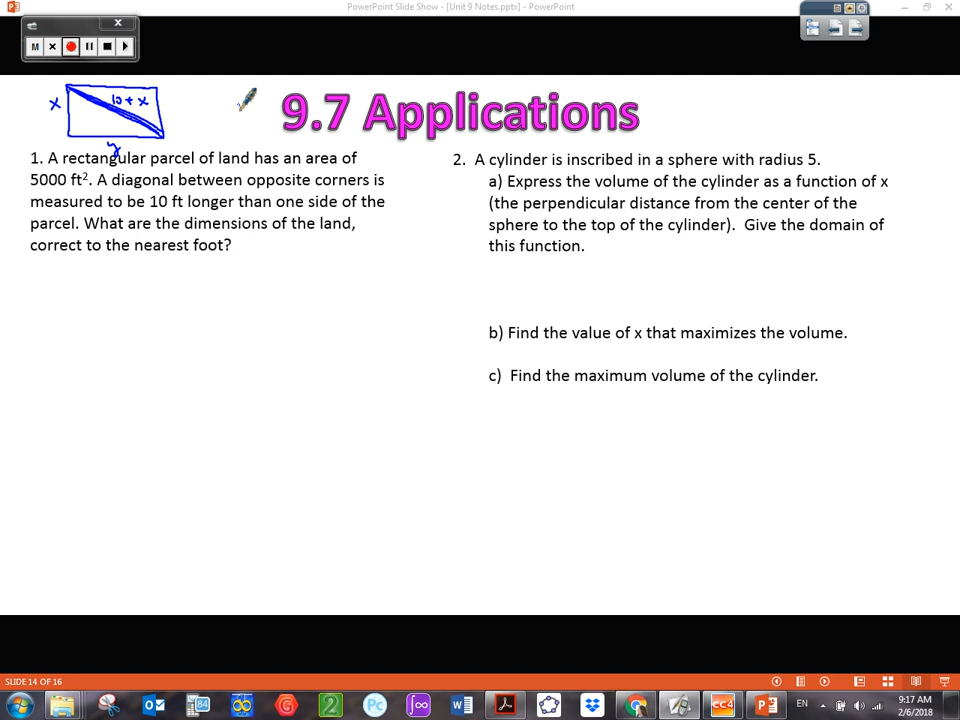 PowerPoint Slide Show - [Unit 9 Notes.pptx] - PowerPoint
M
x
10 + x
y
9.7 Applications
1. A rectangular parcel of land has an area of
5000 ft². A diagonal between opposite corners is
measured to be 10 ft longer than one side of the
parcel. What are the dimensions of the land,
correct to the nearest foot?
2. A cylinder is inscribed in a sphere with radius 5.
a) Express the volume of the cylinder as a function of x
(the perpendicular distance from the center of the
sphere to the top of the cylinder). Give the domain of
this function.
b) Find the value of x that maximizes the volume.
c) Find the maximum volume of the cylinder.
SLIDE 14 OF 16
84
2
Pc
CC4
EN
9:17 AM
2/6/2018